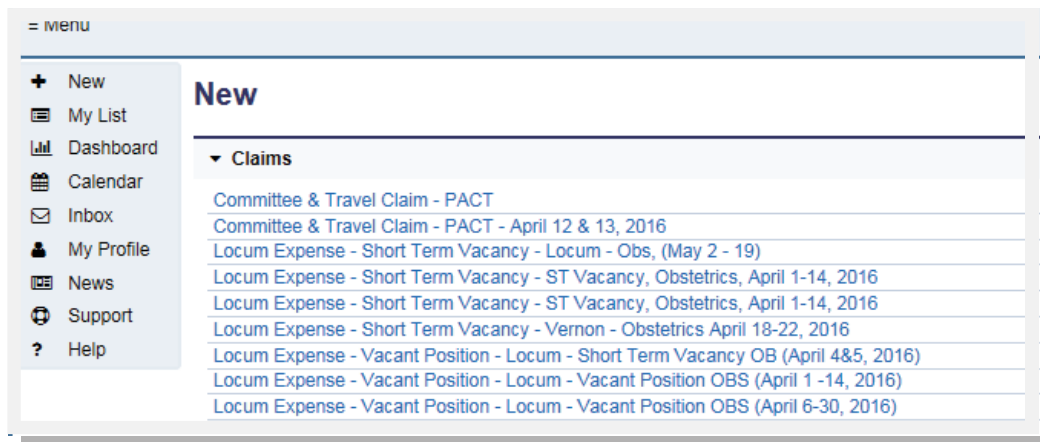 = Menu
New
My List
Dashboard
Calendar
Inbox
My Profile
News
Support
? Help
New
Claims
Committee & Travel Claim - PACT
Committee & Travel Claim - PACT - April 12 & 13, 2016
Locum Expense - Short Term Vacancy - Locum - Obs, (May 2 - 19)
Locum Expense - Short Term Vacancy - ST Vacancy, Obstetrics, April 1-14, 2016
Locum Expense - Short Term Vacancy - ST Vacancy, Obstetrics, April 1-14, 2016
Locum Expense - Short Term Vacancy - Vernon - Obstetrics April 18-22, 2016
Locum Expense - Vacant Position - Locum - Short Term Vacancy OB (April 4&5, 2016)
Locum Expense - Vacant Position - Locum - Vacant Position OBS (April 1 -14, 2016)
Locum Expense - Vacant Position - Locum - Vacant Position OBS (April 6-30, 2016)